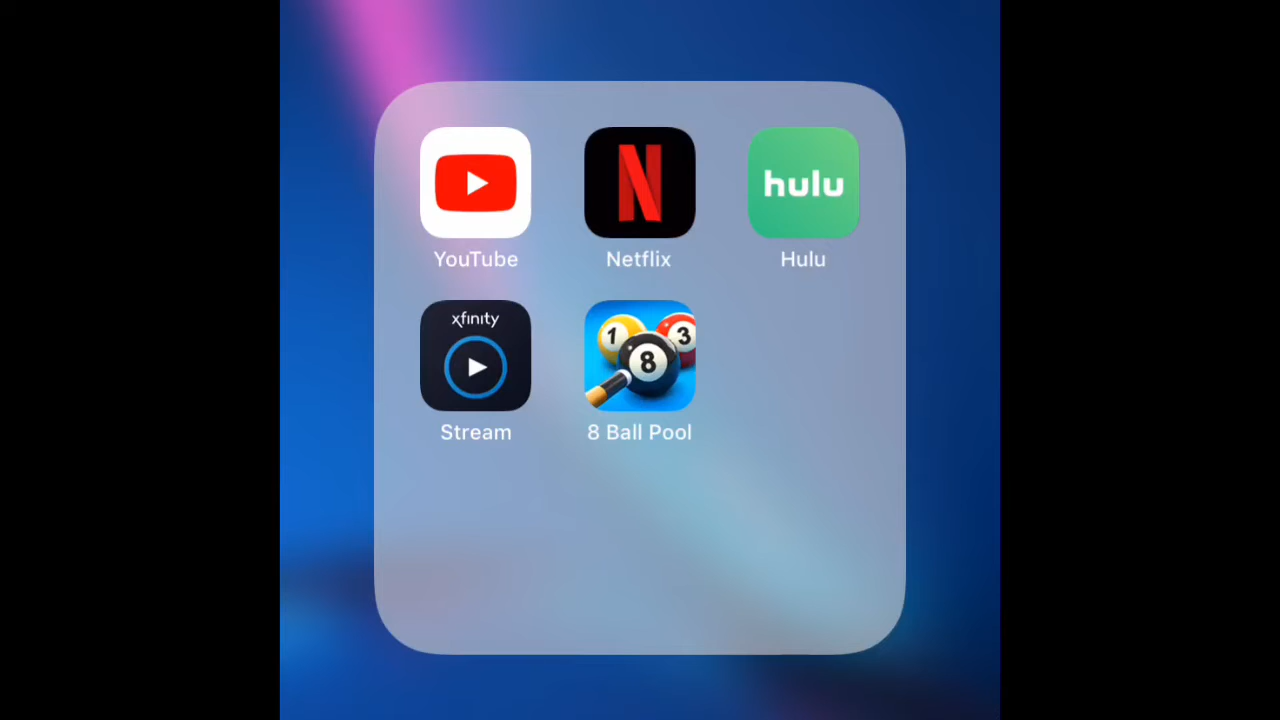 hulu
YouTube
Netflix
Hulu
xfinity
1
3
8
Stream
8 Ball Pool